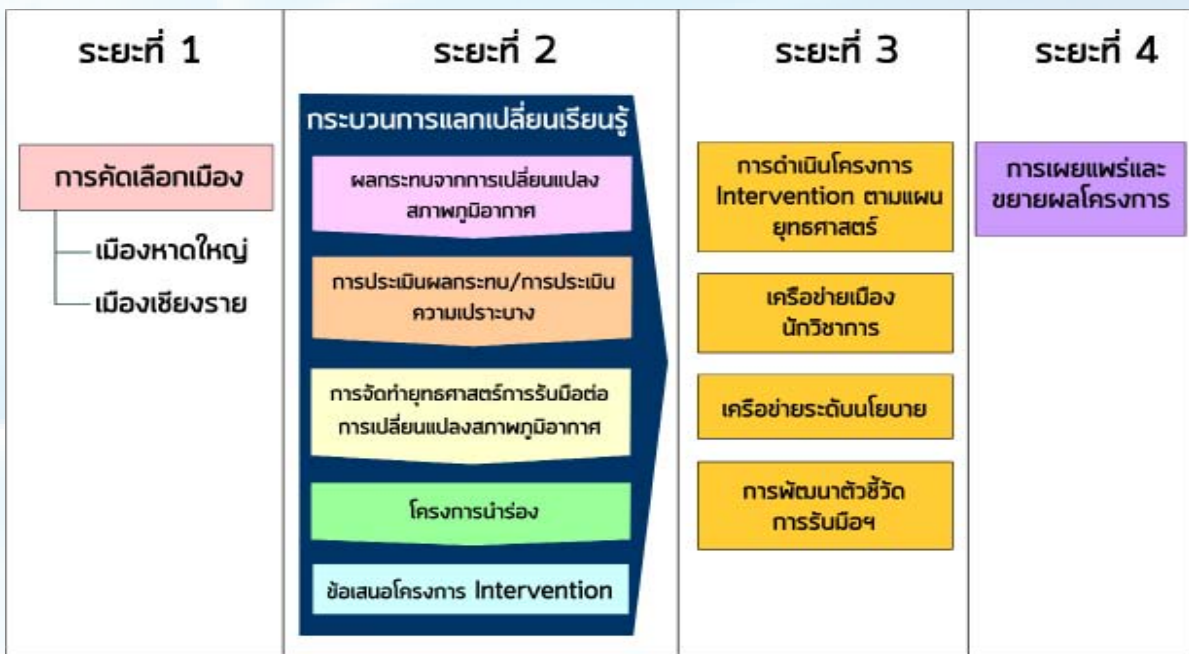 ระยะที่ 1
การคัดเลือกเมือง
เมืองหาดใหญ่
เมืองเชียงราย
ระยะที่ 2
กระบวนการแลกเปลี่ยนเรียนรู้
ผลกระทบจากการเปลี่ยนแปลง
สภาพภูมิอากาศ
การประเมินผลกระทบ/การประเมิน
ความเปราะบาง
การจัดทำยุทธศาสตร์การรับมือต่อ
การเปลี่ยนแปลงสภาพภูมิอากาศ
โครงการนำร่อง
ข้อเสนอโครงการ Intervention
ระยะที่ 3
การดำเนินโครงการ
Intervention ตามแผน
ยุทธศาสตร์
เครือข่ายเมือง
นักวิชาการ
เครือข่ายระดับนโยบาย
การพัฒนาตัวชี้วัด
การรับมือฯ
ระยะที่ 4
การเผยแพร่และ
ขยายผลโครงการ